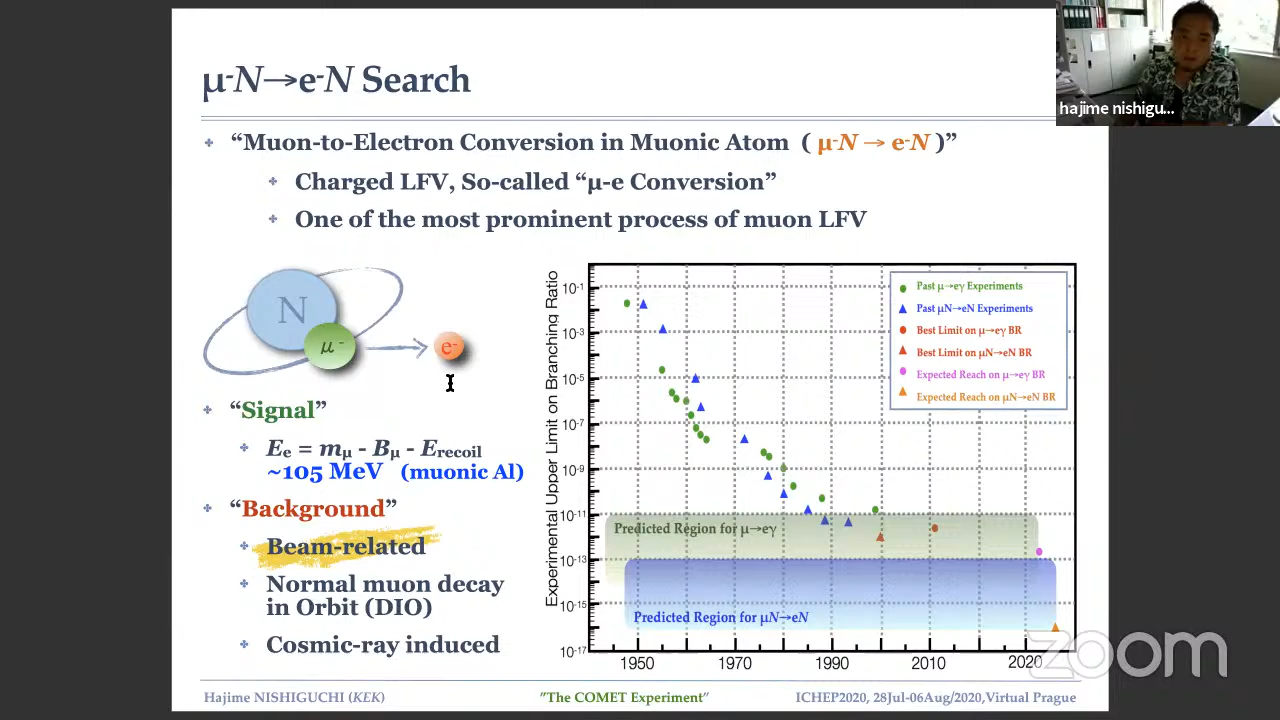 μ-N→e-N Search
hajime nishigu...
“Muon-to-Electron Conversion in Muonic Atom ( μ-N → e-N )”
Charged LFV, So-called “μ-e Conversion”
One of the most prominent process of muon LFV
N
μ-
e-
“Signal”
Ee = mμ - Bμ - Erecoil
~105 MeV (muonic Al)
“Background”
Beam-related
Normal muon decay
in Orbit (DIO)
Cosmic-ray induced
Experimental Upper Limit on Branching Ratio
10-1
10-3
10-5
10-7
10-9
10-11
10-13
10-15
10-17
Past μ→eγ Experiments
Past μN→eN Experiments
Best Limit on μ→eγ BR
Best Limit on μN→eN BR
Expected Reach on μ→eγ BR
Expected Reach on μN→eN BR
Predicted Region for μ→eγ
Predicted Region for μN→eN
1950
1970
1990
2010
2020
zoom
Hajime NISHIGUCHI (KEK)
”The COMET Experiment”
ICHEP2020, 28Jul-06Aug/2020,Virtual Prague